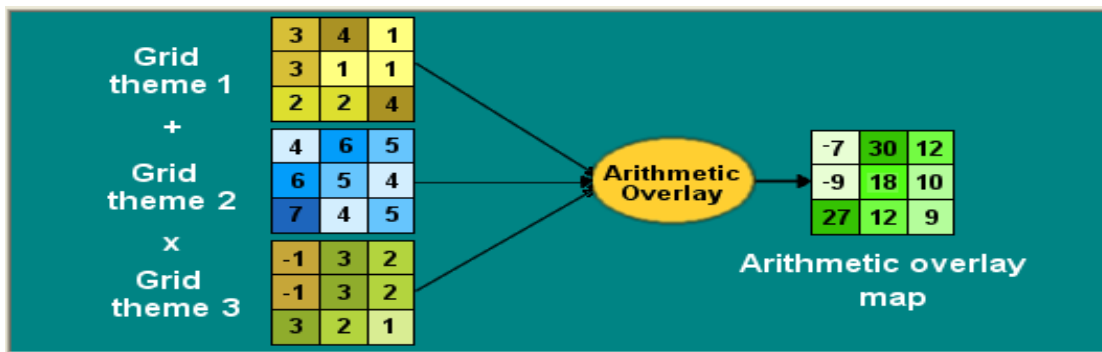 Grid
theme 1
3 4 1
3 1 1
2 2 4
+
Grid
theme 2
4 6 5
6 5 4
7 4 5
x
Grid
theme 3
-1 3 2
-1 3 2
3 2 1
Arithmetic
Overlay
-7 30 12
-9 18 10
27 12 9
Arithmetic overlay
map